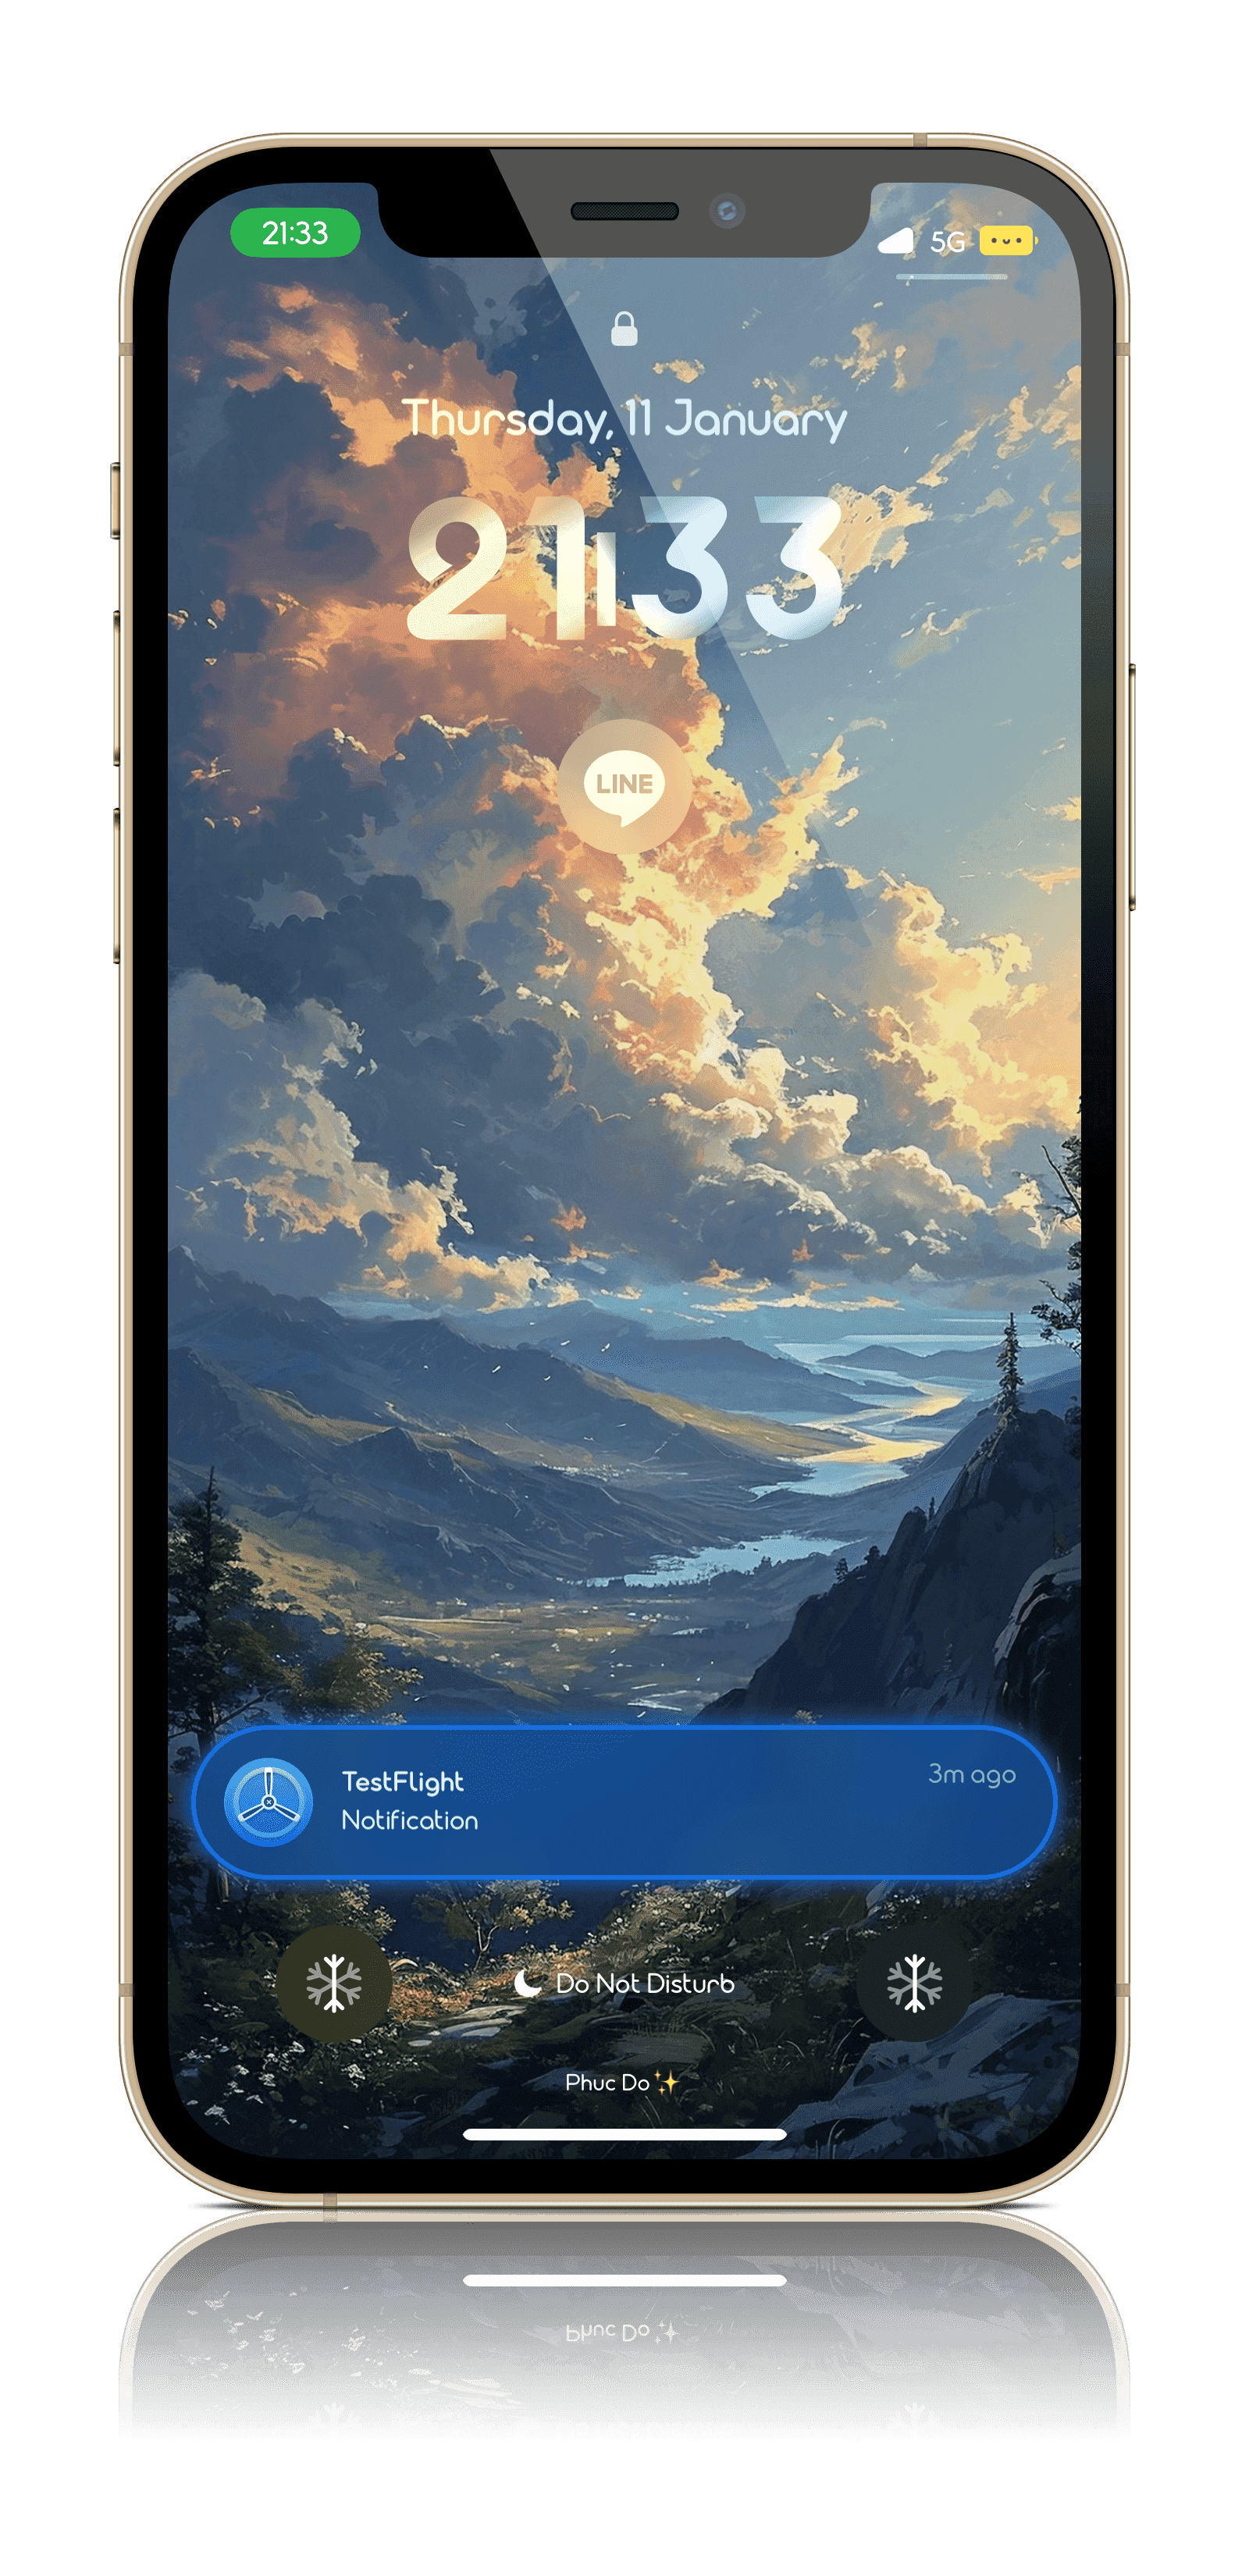 21:33
5G
Thursday, 11 January
21:33
LINE
TestFlight
3m ago
Notification
Do Not Disturb
Phuc Do✨